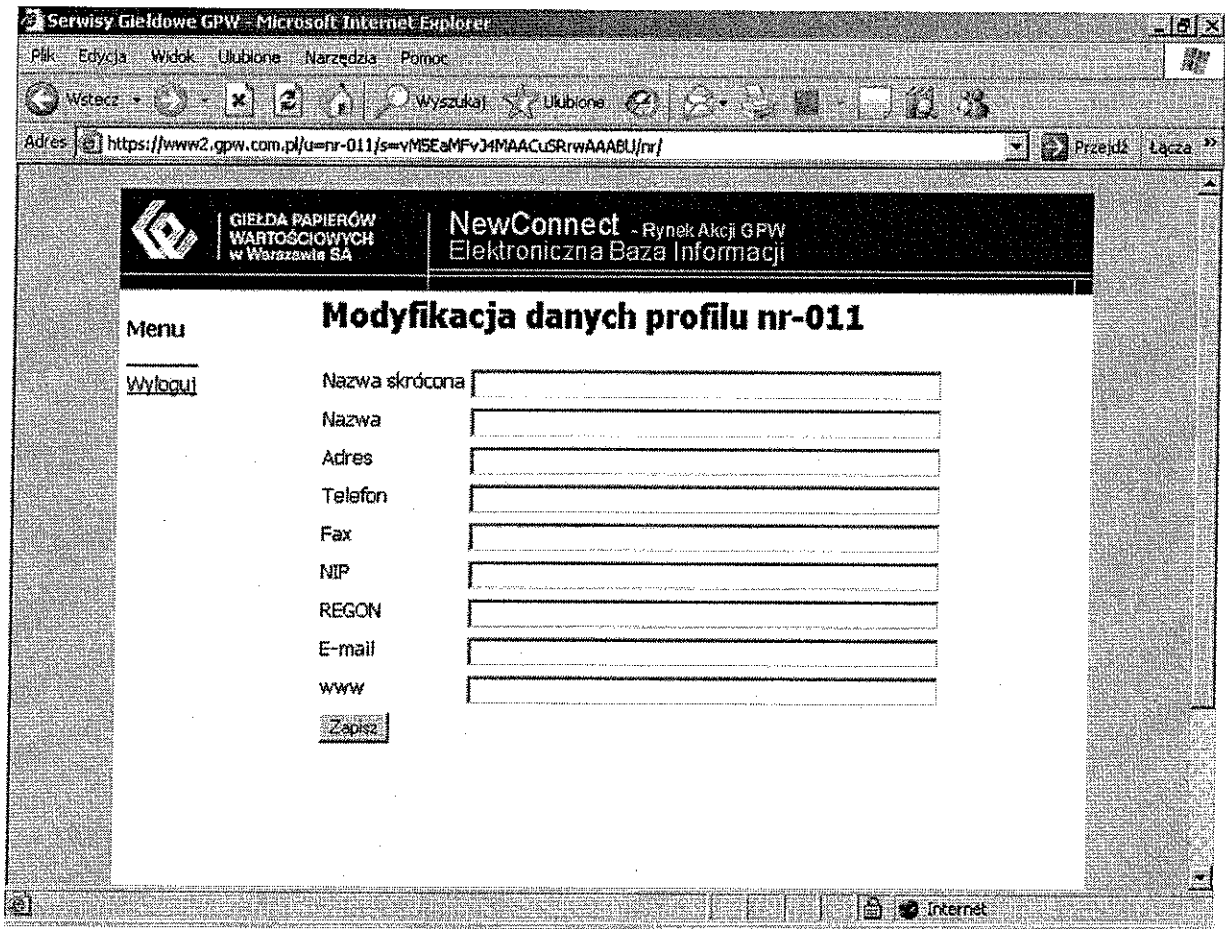 Serwisy Giełdowe GPW - Microsoft Internet Explorer
Plik Edycja Widok Ulubione Narzędzia Pomoc
Wstecz Wyszukaj Ulubione
Adres https://www2.gpw.com.pl/u=nr-011/s=vM5EaMFvJ4MAACuSRrwAAABU/nr/ Przejdź Łącza »
GIEŁDA PAPIERÓW
WARTOŚCIOWYCH
w Warszawie SA
NewConnect - Rynek Akcji GPW
Elektroniczna Baza Informacji
Menu
Wyloguj
Modyfikacja danych profilu nr-011
Nazwa skrócona
Nazwa
Adres
Telefon
Fax
NIP
REGON
E-mail
www
Zapisz
Internet